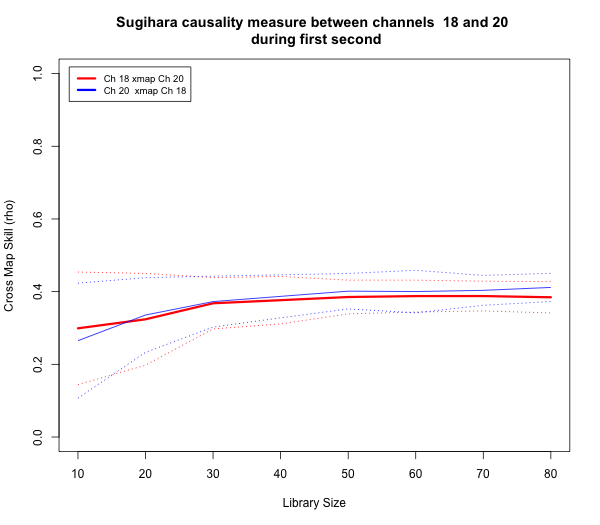 Sugihara causality measure between channels  18 and 20
during first second
Ch 18 xmap Ch 20
Ch 20  xmap Ch 18
Cross Map Skill (rho)
1.0
0.8
0.6
0.4
0.2
0.0
10 20 30 40 50 60 70 80
Library Size